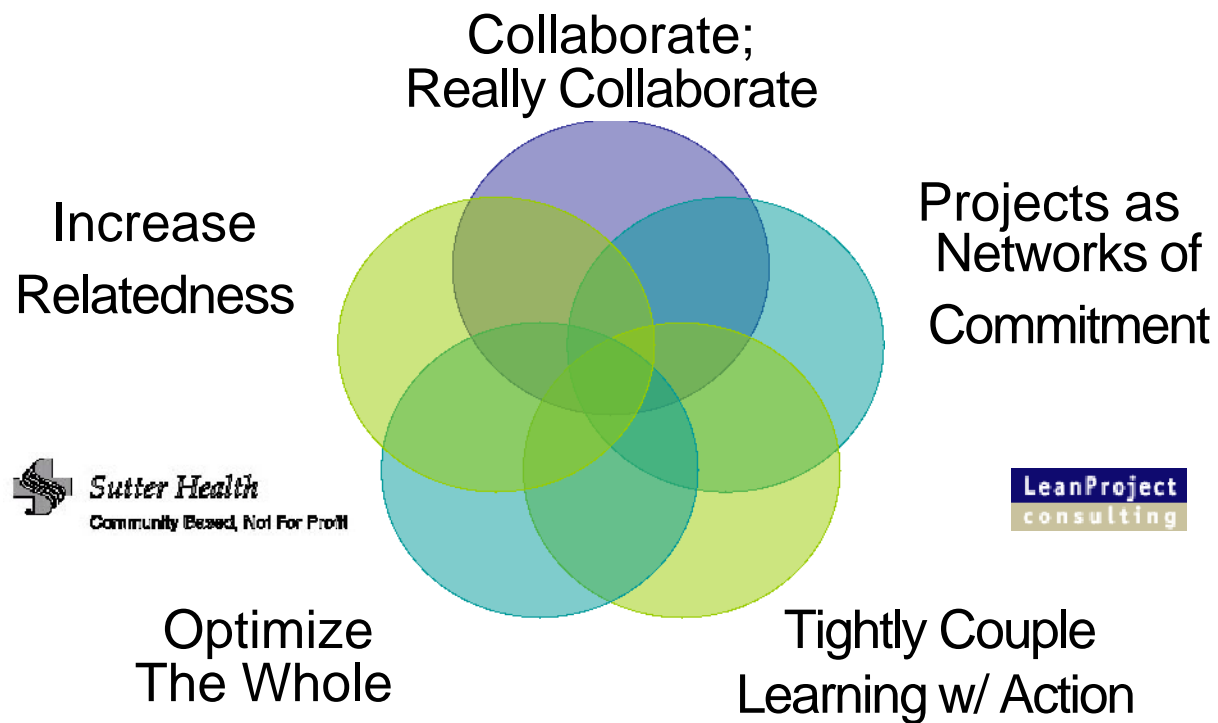 Collaborate;
Really Collaborate
Increase
Relatedness
Projects as
Networks of
Commitment
Sutter Health
Community Based, Not For Profit
LeanProject
consulting
Optimize
The Whole
Tightly Couple
Learning w/ Action